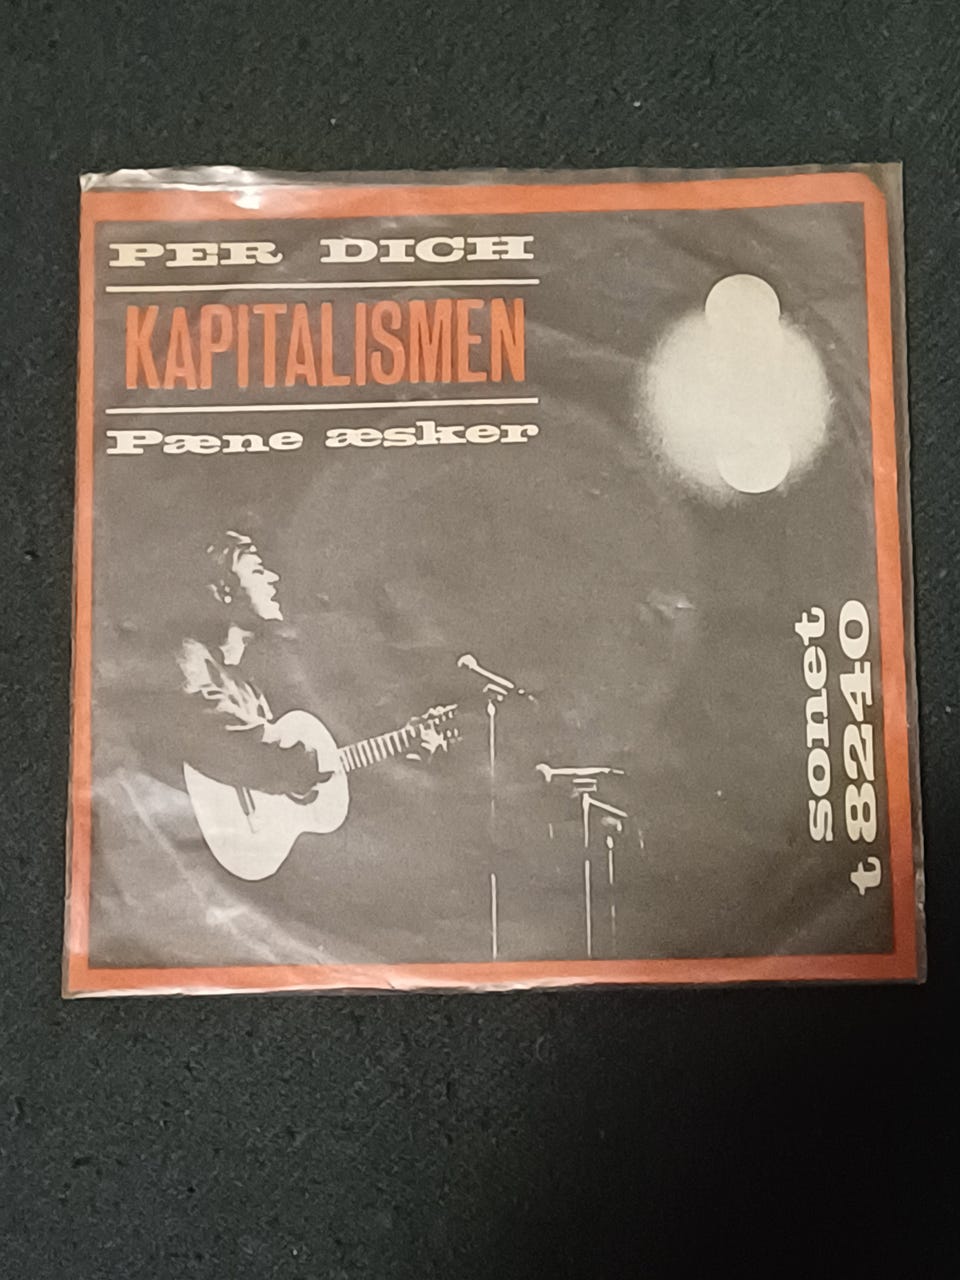 PER DICH
KAPITALISMEN
Pæne æsker
sonet
t 8240